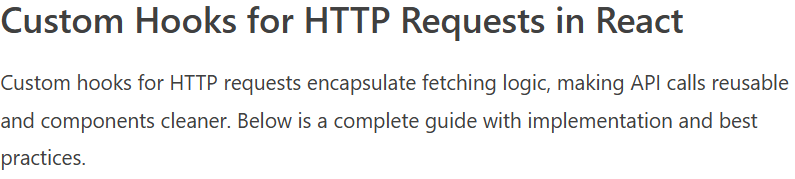 Custom Hooks for HTTP Requests in React
Custom hooks for HTTP requests encapsulate fetching logic, making API calls reusable
and components cleaner. Below is a complete guide with implementation and best
practices.